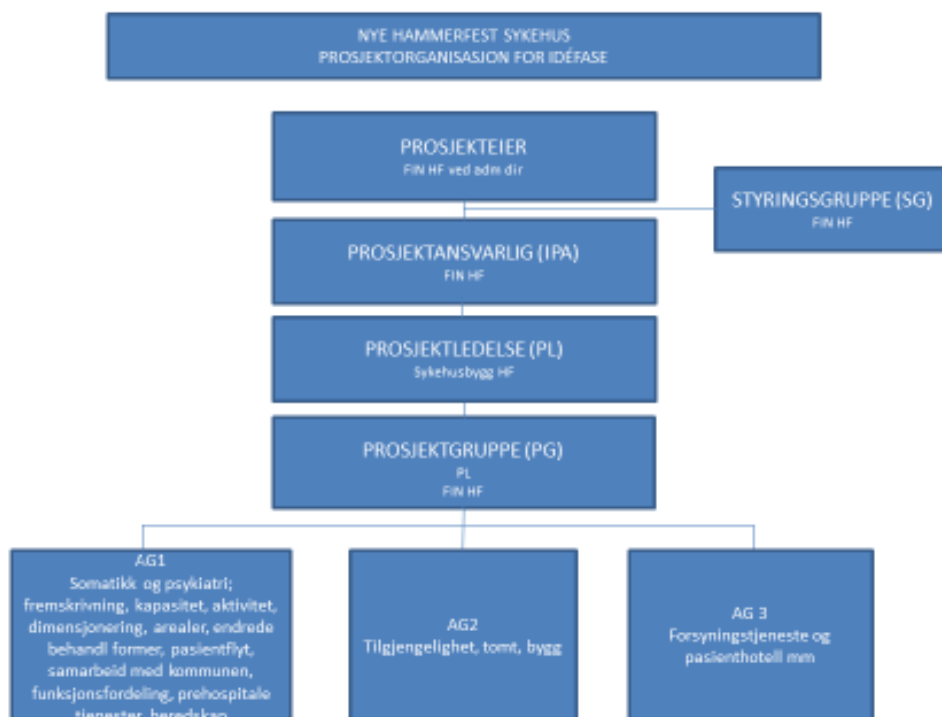 NYE HAMMERFEST SYKEHUS
PROSJEKTORGANISASJON FOR IDÉFASE
PROSJEKTEIER
FIN HF ved adm dir
STYRINGSGRUPPE (SG)
FIN HF
PROSJEKTANSVARLIG (IPA)
FIN HF
PROSJEKTLEDELSE (PL)
Sykehusbygg HF
PROSJEKTGRUPPE (PG)
PL
FIN HF
AG1
Somatikk og psykiatri;
fremskrivning, kapasitet, aktivitet,
dimensjonering, arealer, endrede
behandl former, pasientflyt,
samarbeid med kommunen,
funksjonsfordeling, prehospitale
tjenester, beredskap
AG2
Tilgjengelighet, tomt, bygg
AG 3
Forsyningstjeneste og
pasienthotell mm